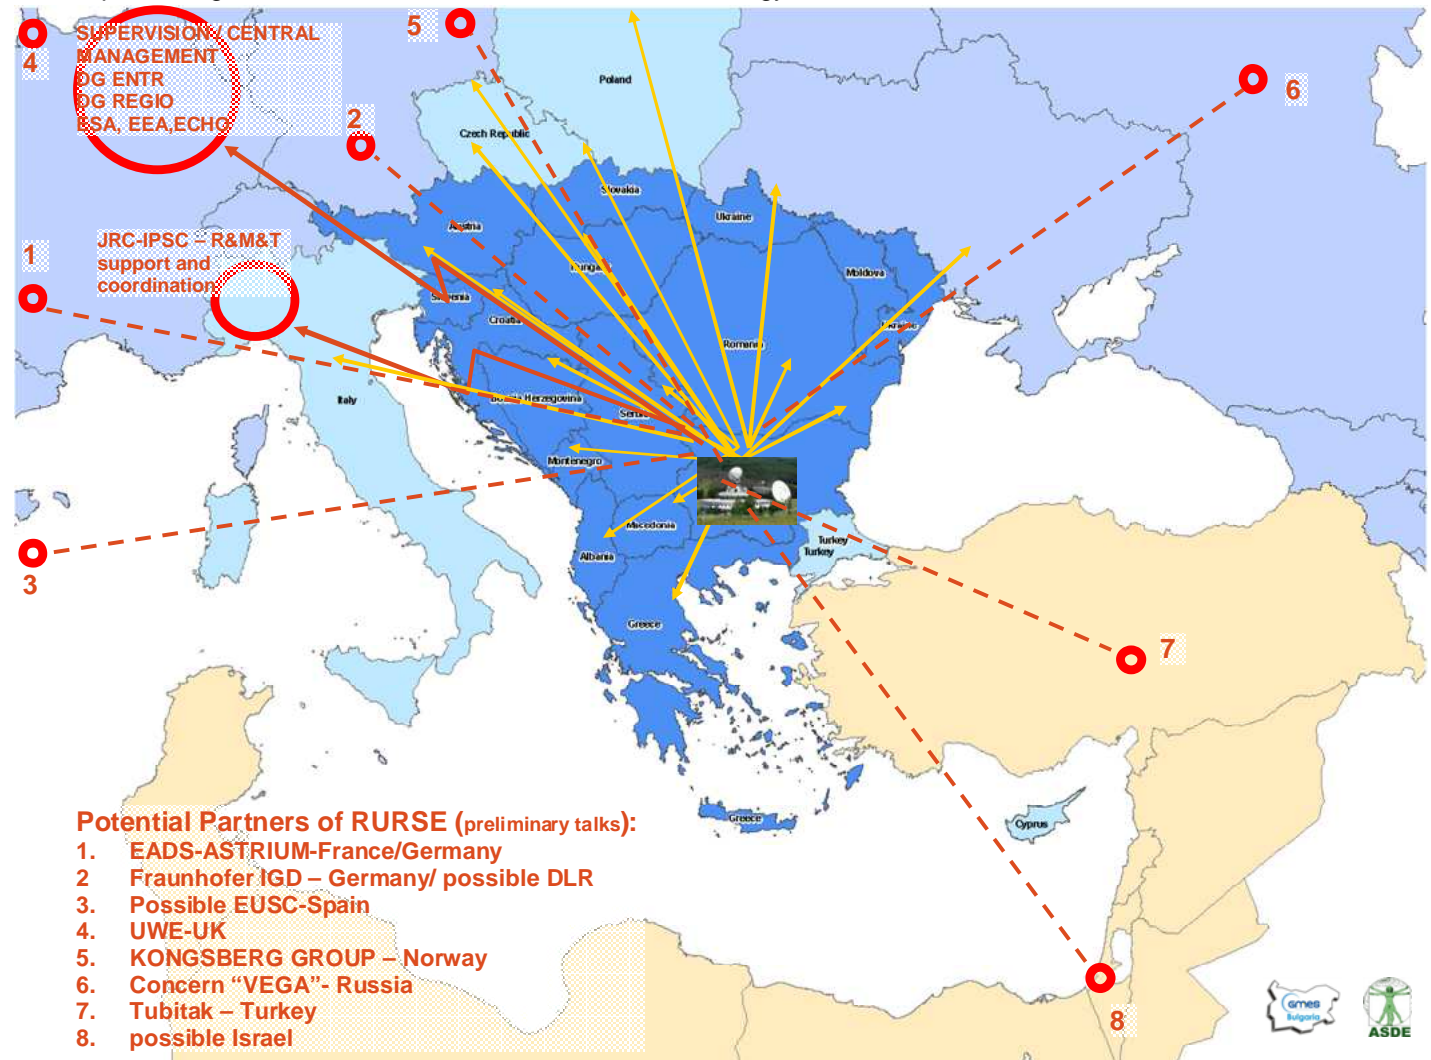 5
SUPERVISION / CENTRAL
MANAGEMENT
DG ENTR
DG REGIO
ESA, EEA,ECHO
4
2
6
Poland
Czech Republic
Slovakia
Austria
Ukraine
JRC-IPSC – R&M&T
support and
coordination
1
Hungary
Moldova
Slovenia
Croatia
Ukraine
Romania
Italy
Bosnia Herzegovina
Serbia
Montenegro
Macedonia
Albania
Turkey
Turkey
3
Greece
7
Potential Partners of RURSE (preliminary talks):
1. EADS-ASTRIUM-France/Germany
2 Fraunhofer IGD – Germany/ possible DLR
3. Possible EUSC-Spain
4. UWE-UK
5. KONGSBERG GROUP – Norway
6. Concern “VEGA”- Russia
7. Tubitak – Turkey
8. possible Israel
Greece
Cyprus
8
GMES
Bulgaria
ASDE